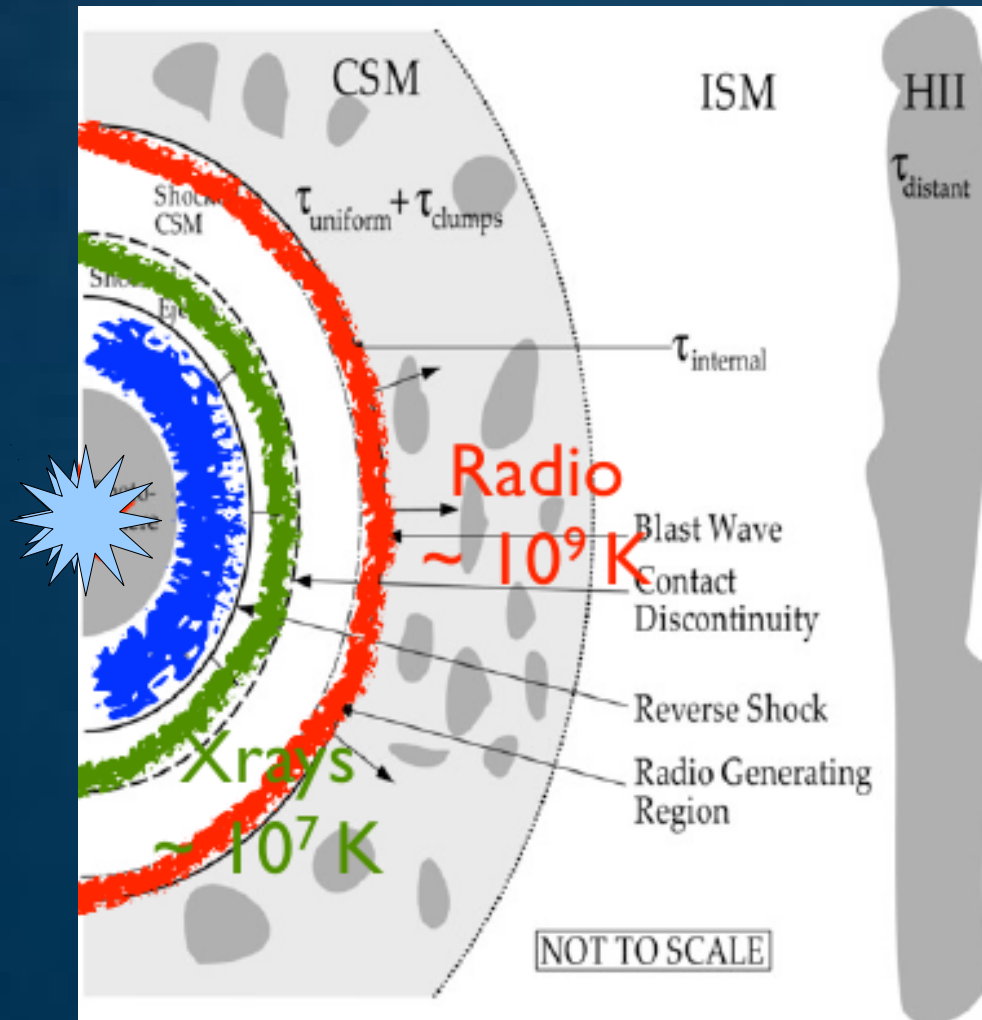 CSM
ISM
HII
τdistant
CSM
τuniform + τclumps
τinternal
Radio
~ 10⁹ K
Blast Wave
Contact
Discontinuity
Reverse Shock
Radio Generating
Region
Xrays
~ 10⁷ K
NOT TO SCALE